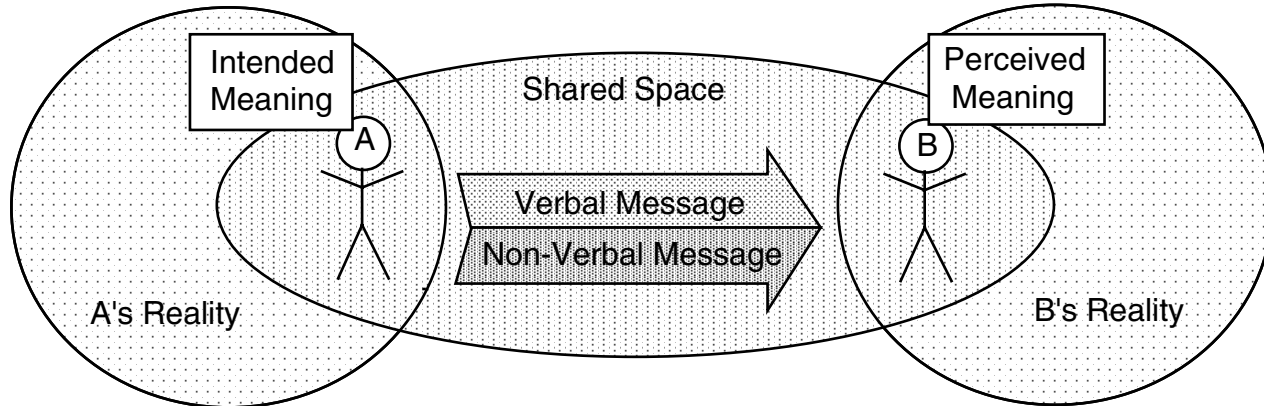 Intended
Meaning
Perceived
Meaning
Shared Space
A
B
Verbal Message
Non-Verbal Message
A's Reality
B's Reality